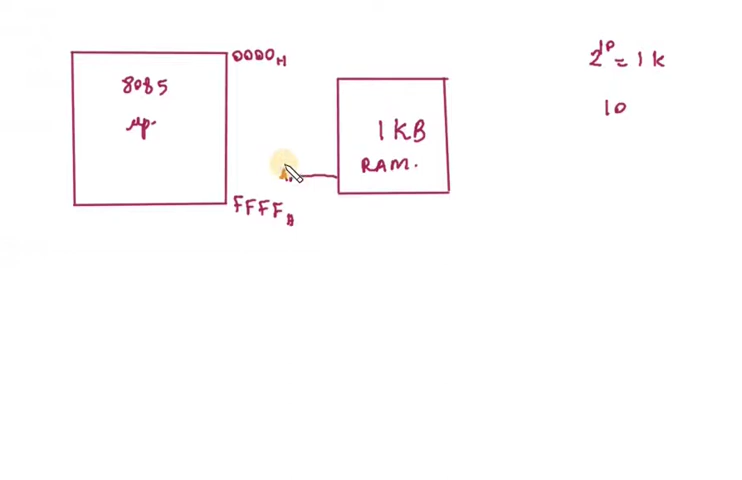 0000H
8085
μp.
FFFFH
1 KB
RAM.
2^10 = 1 K
10